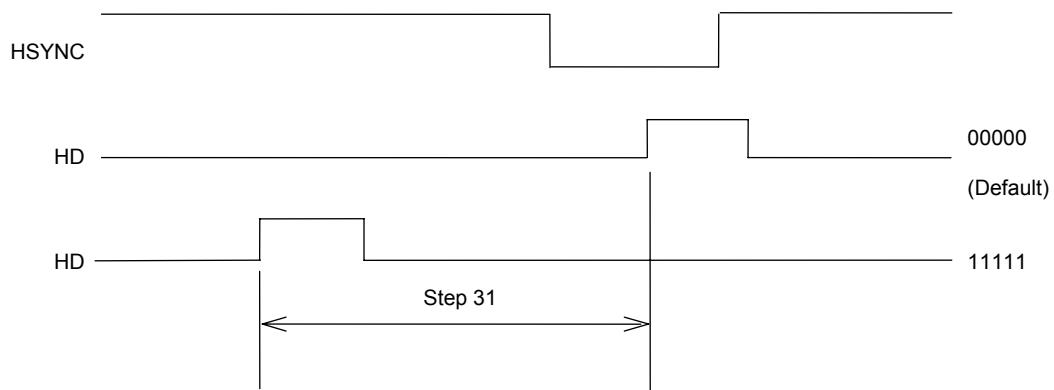 HSYNC
HD
00000
(Default)
HD
11111
Step 31